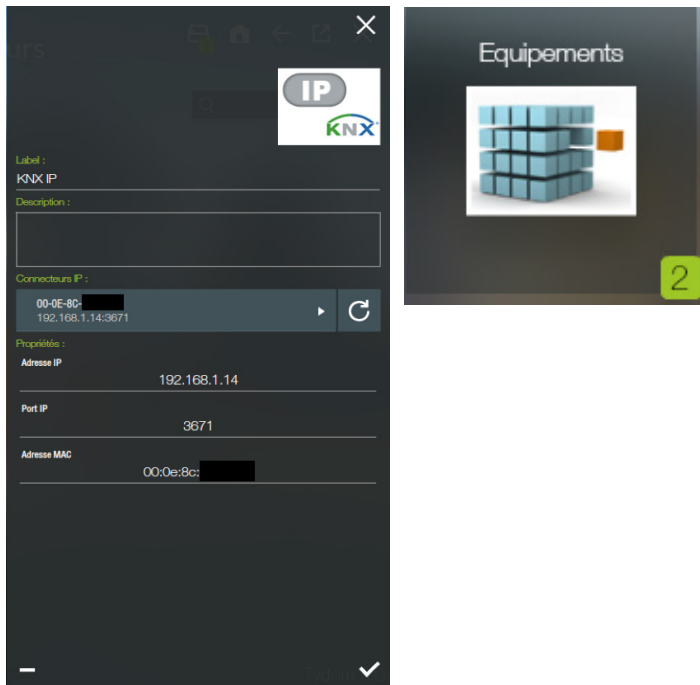 urs
IP
KNX
Label :
KNX IP
Description :
Connecteurs IP :
00-0E-8C-
192.168.1.14:3671
Propriétés :
Adresse IP
192.168.1.14
Port IP
3671
Adresse MAC
00:0e:8c:
Equipements
2